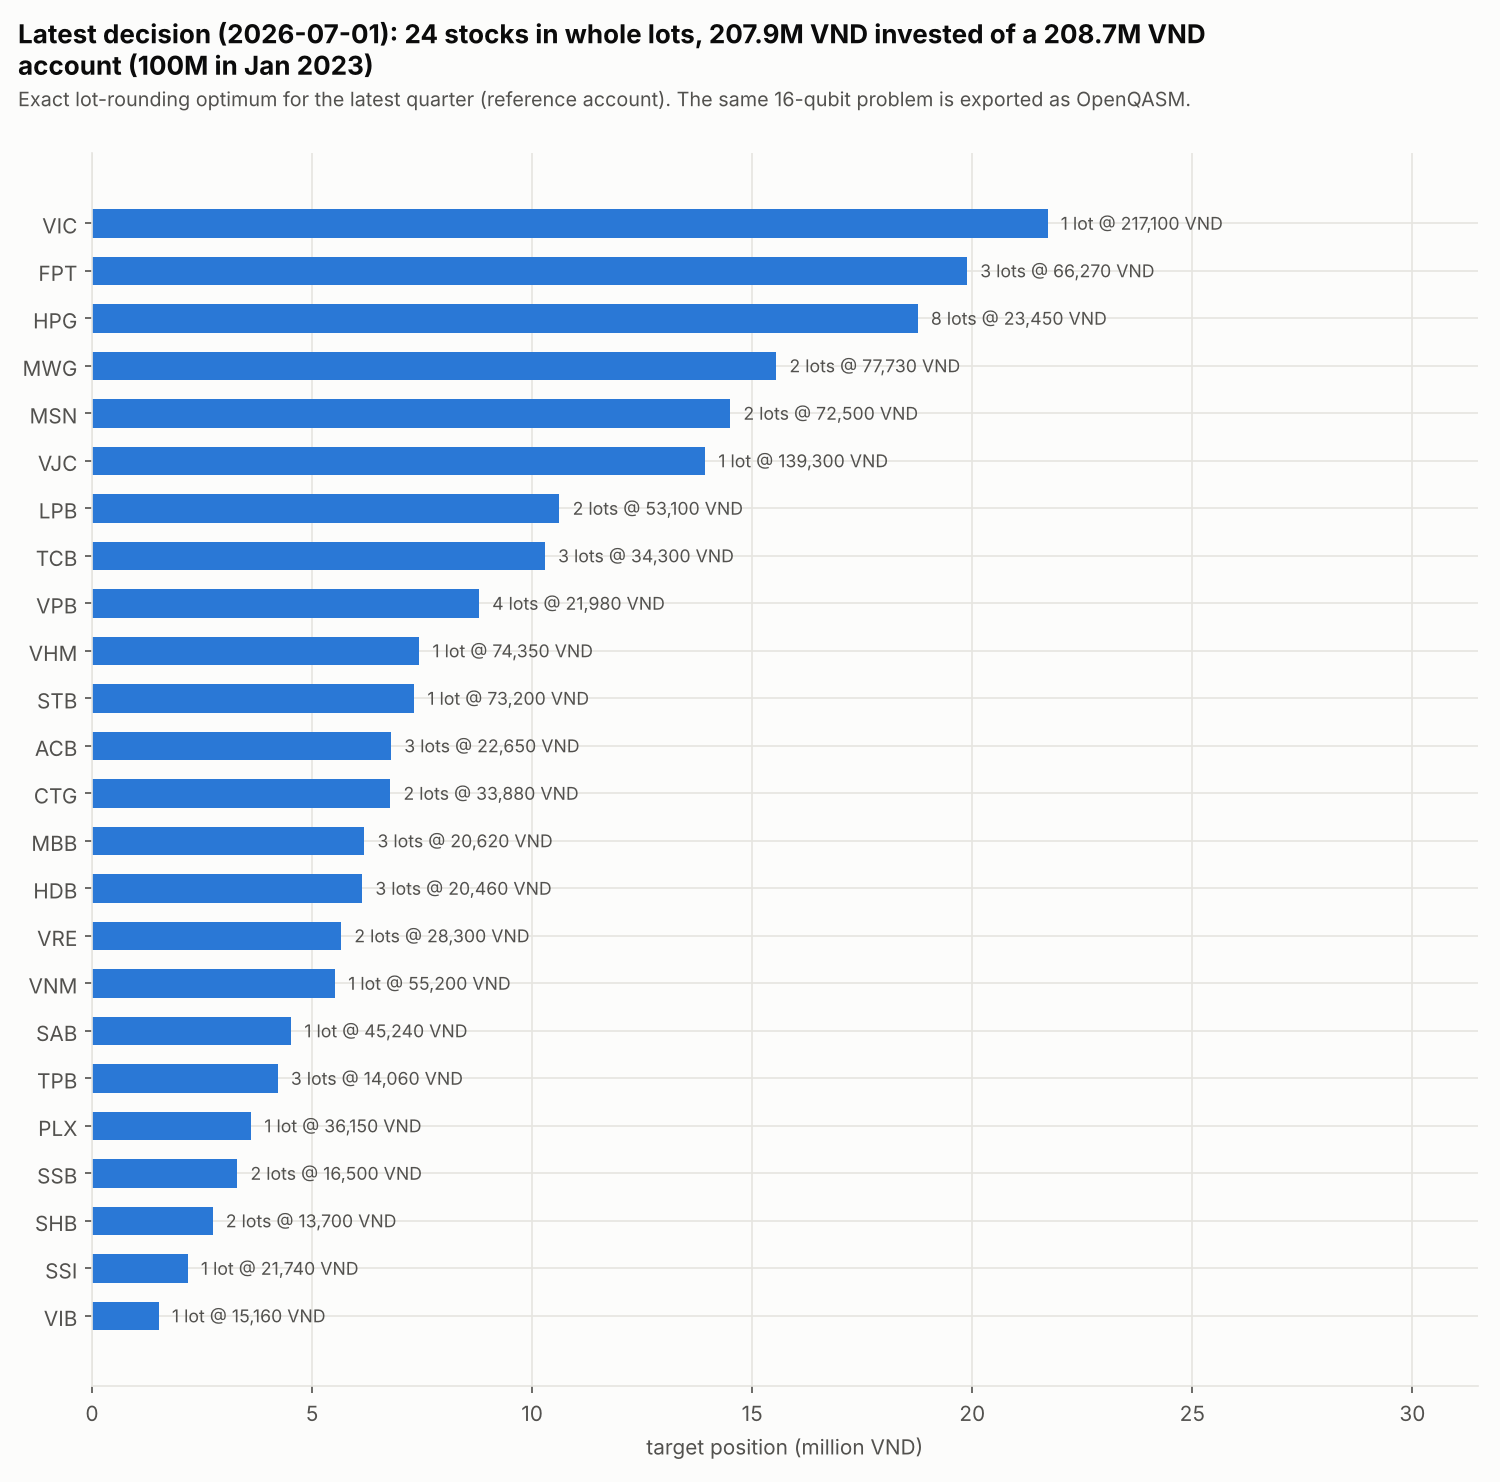 Latest decision (2026-07-01): 24 stocks in whole lots, 207.9M VND invested of a 208.7M VND
account (100M in Jan 2023)
Exact lot-rounding optimum for the latest quarter (reference account). The same 16-qubit problem is exported as OpenQASM.
VIC 1 lot @ 217,100 VND
FPT 3 lots @ 66,270 VND
HPG 8 lots @ 23,450 VND
MWG 2 lots @ 77,730 VND
MSN 2 lots @ 72,500 VND
VJC 1 lot @ 139,300 VND
LPB 2 lots @ 53,100 VND
TCB 3 lots @ 34,300 VND
VPB 4 lots @ 21,980 VND
VHM 1 lot @ 74,350 VND
STB 1 lot @ 73,200 VND
ACB 3 lots @ 22,650 VND
CTG 2 lots @ 33,880 VND
MBB 3 lots @ 20,620 VND
HDB 3 lots @ 20,460 VND
VRE 2 lots @ 28,300 VND
VNM 1 lot @ 55,200 VND
SAB 1 lot @ 45,240 VND
TPB 3 lots @ 14,060 VND
PLX 1 lot @ 36,150 VND
SSB 2 lots @ 16,500 VND
SHB 2 lots @ 13,700 VND
SSI 1 lot @ 21,740 VND
VIB 1 lot @ 15,160 VND
0 5 10 15 20 25 30
target position (million VND)